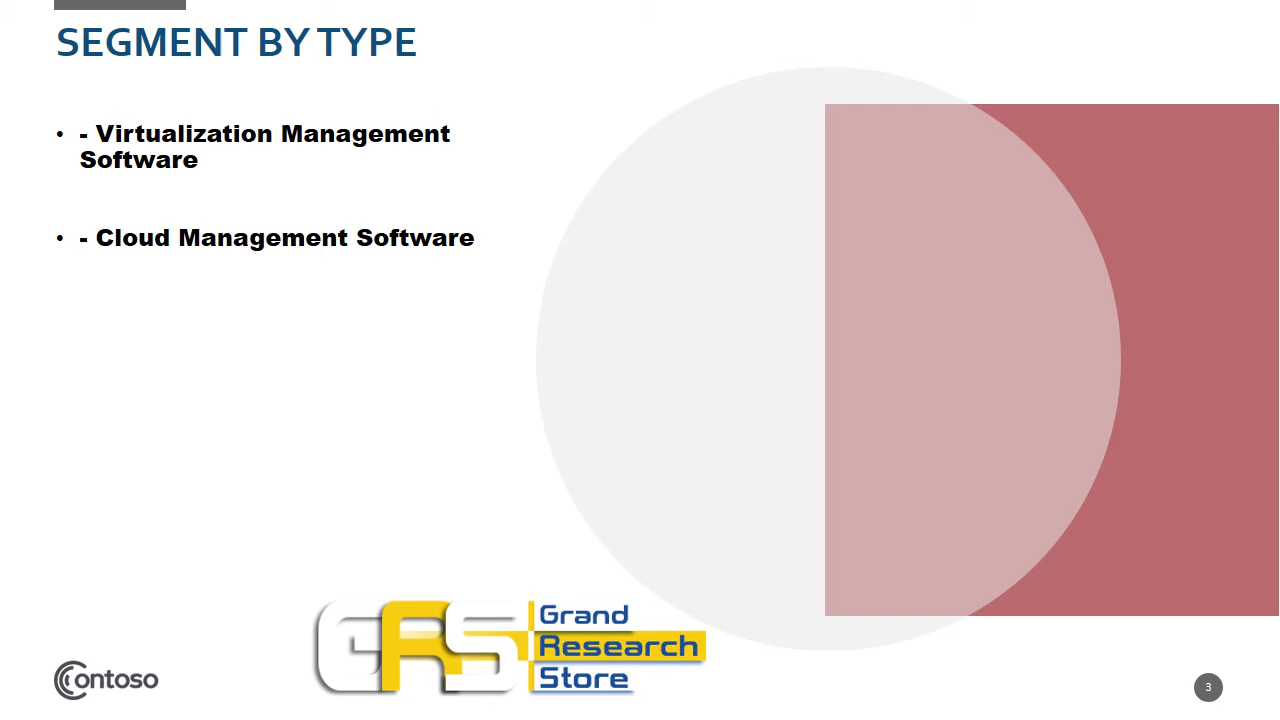 SEGMENT BY TYPE
• - Virtualization Management
Software
• - Cloud Management Software
GRS Grand
Research
Store
Contoso
3